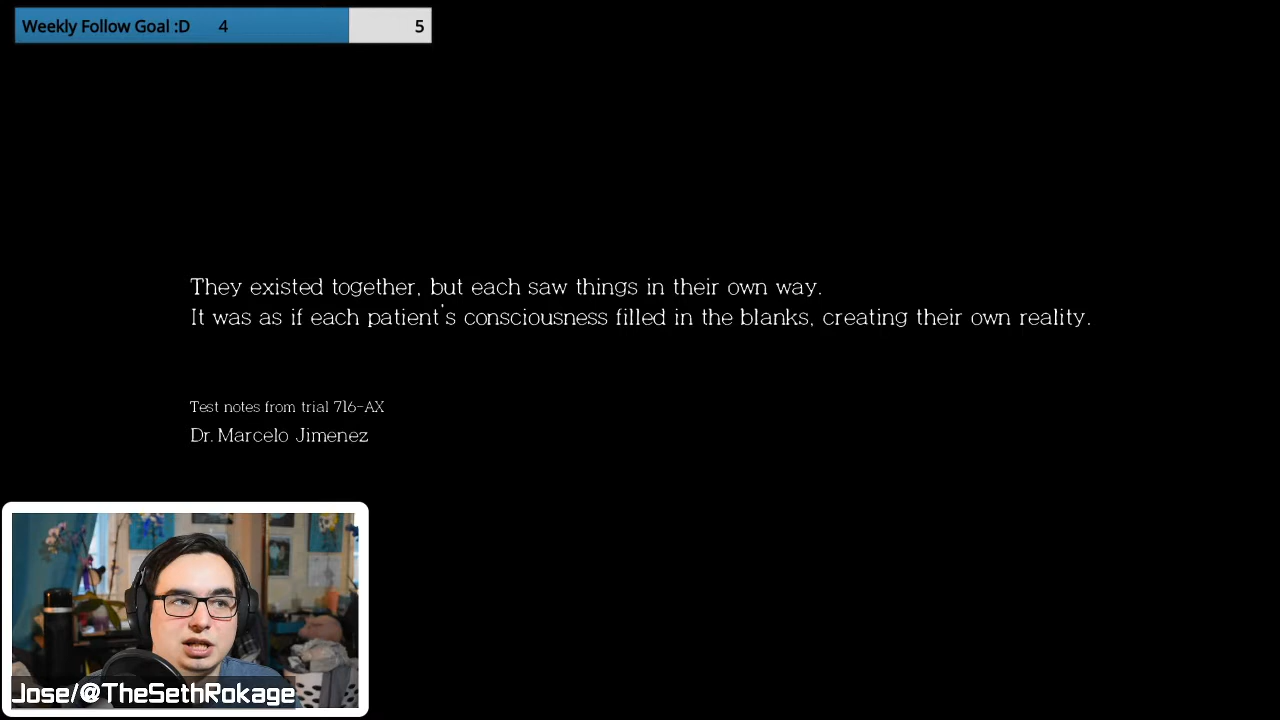 Weekly Follow Goal :D 4 5
They existed together, but each saw things in their own way.
It was as if each patient's consciousness filled in the blanks, creating their own reality.
Test notes from trial 716-AX
Dr. Marcelo Jimenez
Jose/@TheSethRokage